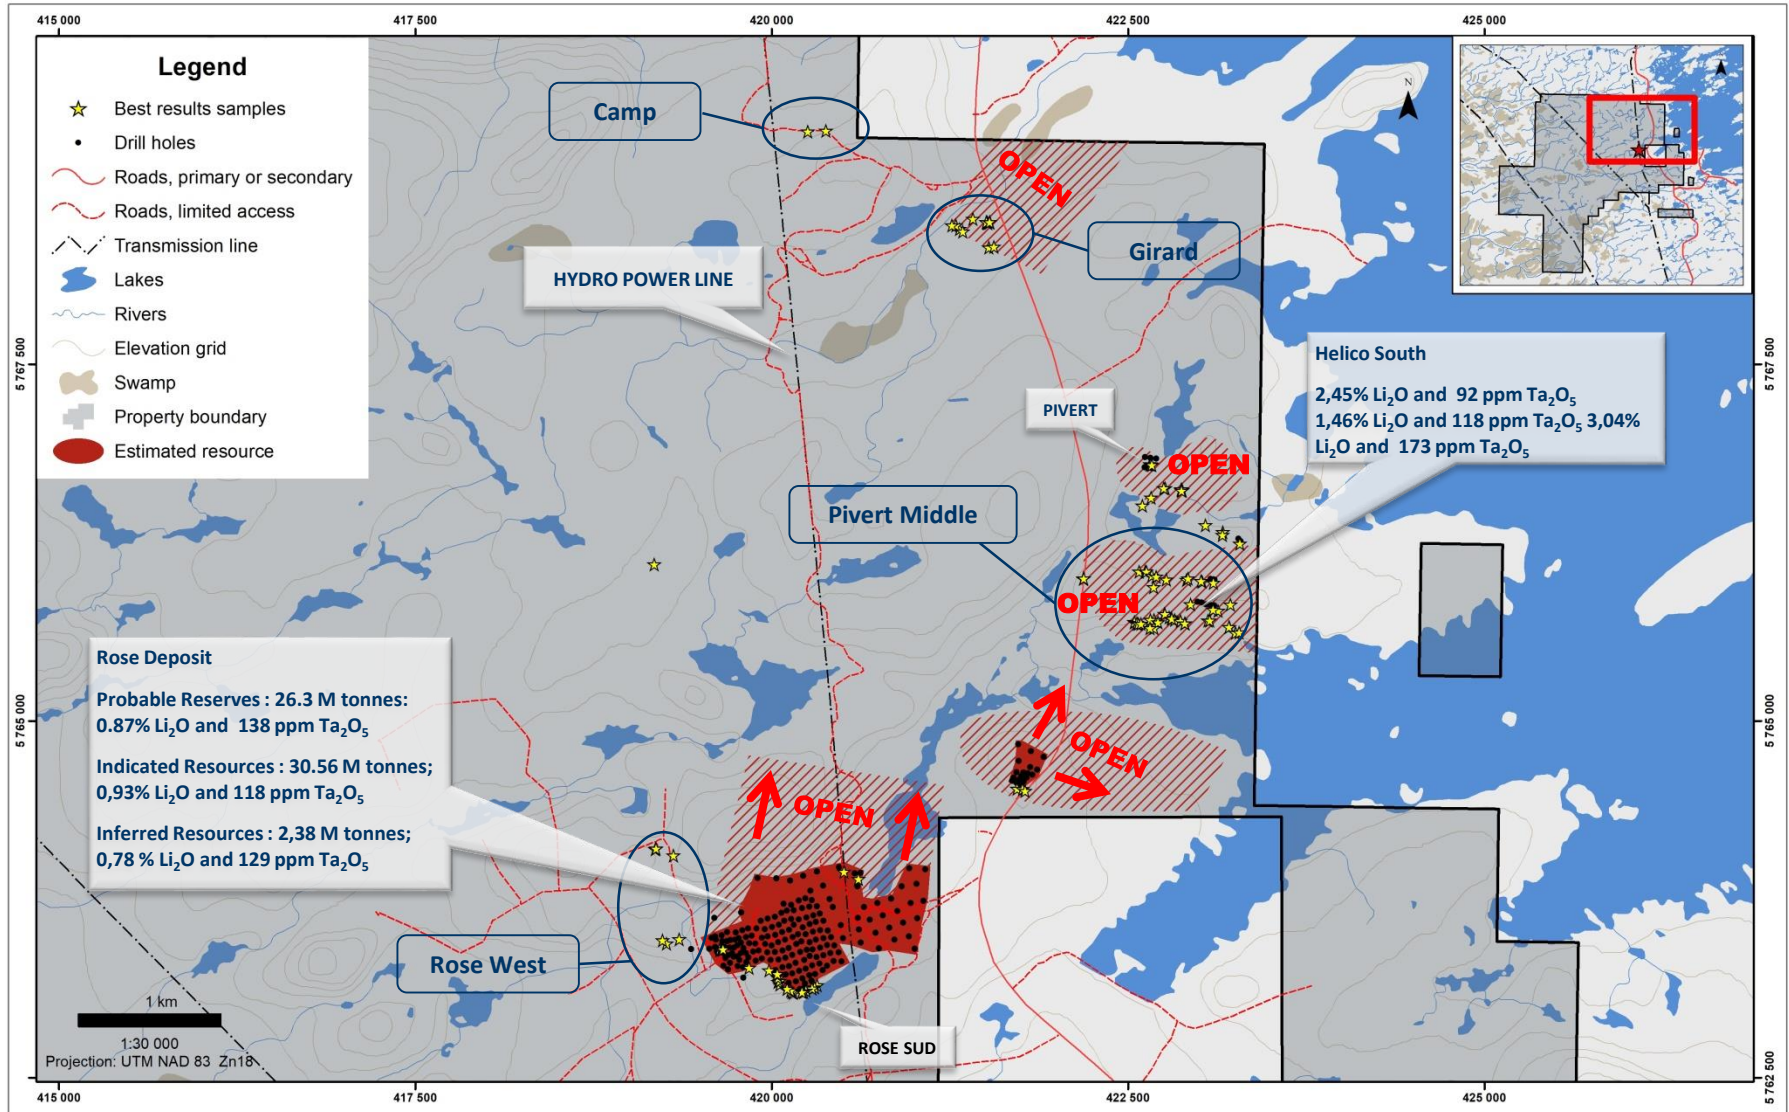 415 000
417 500
420 000
422 500
425 000
Legend
Best results samples
Drill holes
Roads, primary or secondary
Roads, limited access
Transmission line
Lakes
Rivers
Elevation grid
Swamp
Property boundary
Estimated resource
Camp
OPEN
Girard
HYDRO POWER LINE
N
5 767 500
5 767 500
Helico South
2,45% Li₂O and 92 ppm Ta₂O₅
1,46% Li₂O and 118 ppm Ta₂O₅ 3,04%
Li₂O and 173 ppm Ta₂O₅
PIVERT
OPEN
Pivert Middle
OPEN
Rose Deposit
Probable Reserves : 26.3 M tonnes:
0.87% Li₂O and 138 ppm Ta₂O₅
Indicated Resources : 30.56 M tonnes;
0,93% Li₂O and 118 ppm Ta₂O₅
Inferred Resources : 2,38 M tonnes;
0,78 % Li₂O and 129 ppm Ta₂O₅
5 765 000
5 765 000
OPEN
OPEN
Rose West
ROSE SUD
1 km
1:30 000
Projection: UTM NAD 83 Zn18
5 762 500
415 000
417 500
420 000
422 500
425 000